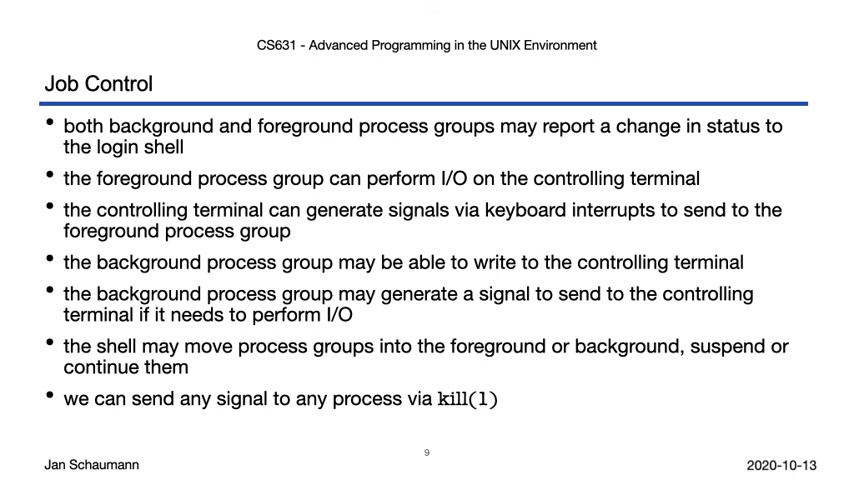 CS631 - Advanced Programming in the UNIX Environment
Job Control
• both background and foreground process groups may report a change in status to
the login shell
• the foreground process group can perform I/O on the controlling terminal
• the controlling terminal can generate signals via keyboard interrupts to send to the
foreground process group
• the background process group may be able to write to the controlling terminal
• the background process group may generate a signal to send to the controlling
terminal if it needs to perform I/O
• the shell may move process groups into the foreground or background, suspend or
continue them
• we can send any signal to any process via kill(1)
9
Jan Schaumann
2020-10-13